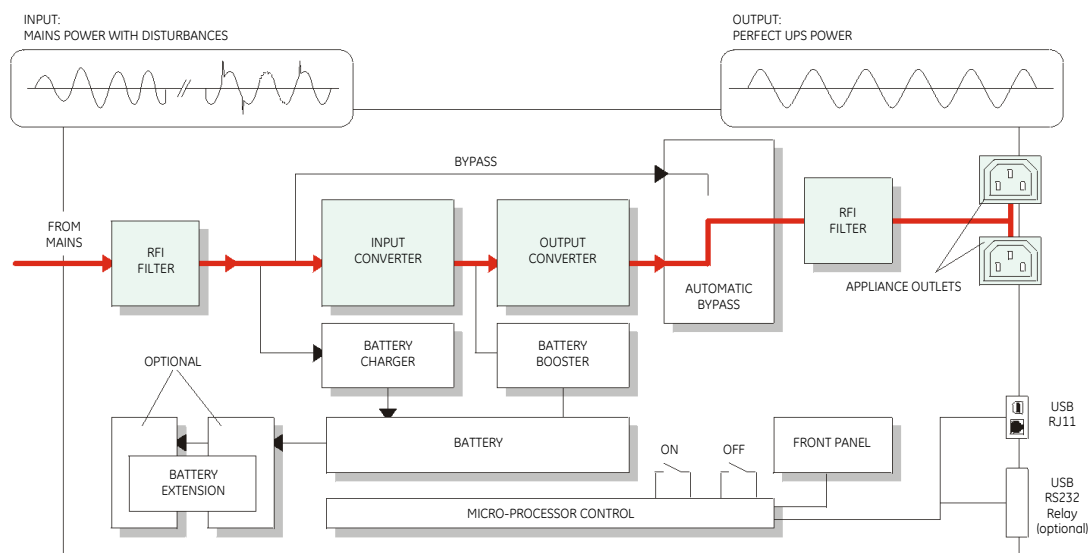 INPUT:
MAINS POWER WITH DISTURBANCES
OUTPUT:
PERFECT UPS POWER
BYPASS
FROM
MAINS
RFI
FILTER
INPUT
CONVERTER
OUTPUT
CONVERTER
AUTOMATIC
BYPASS
RFI
FILTER
APPLIANCE OUTLETS
BATTERY
CHARGER
BATTERY
BOOSTER
OPTIONAL
BATTERY
EXTENSION
BATTERY
ON
OFF
FRONT PANEL
MICRO-PROCESSOR CONTROL
USB
RJ11
USB
RS232
Relay
(optional)